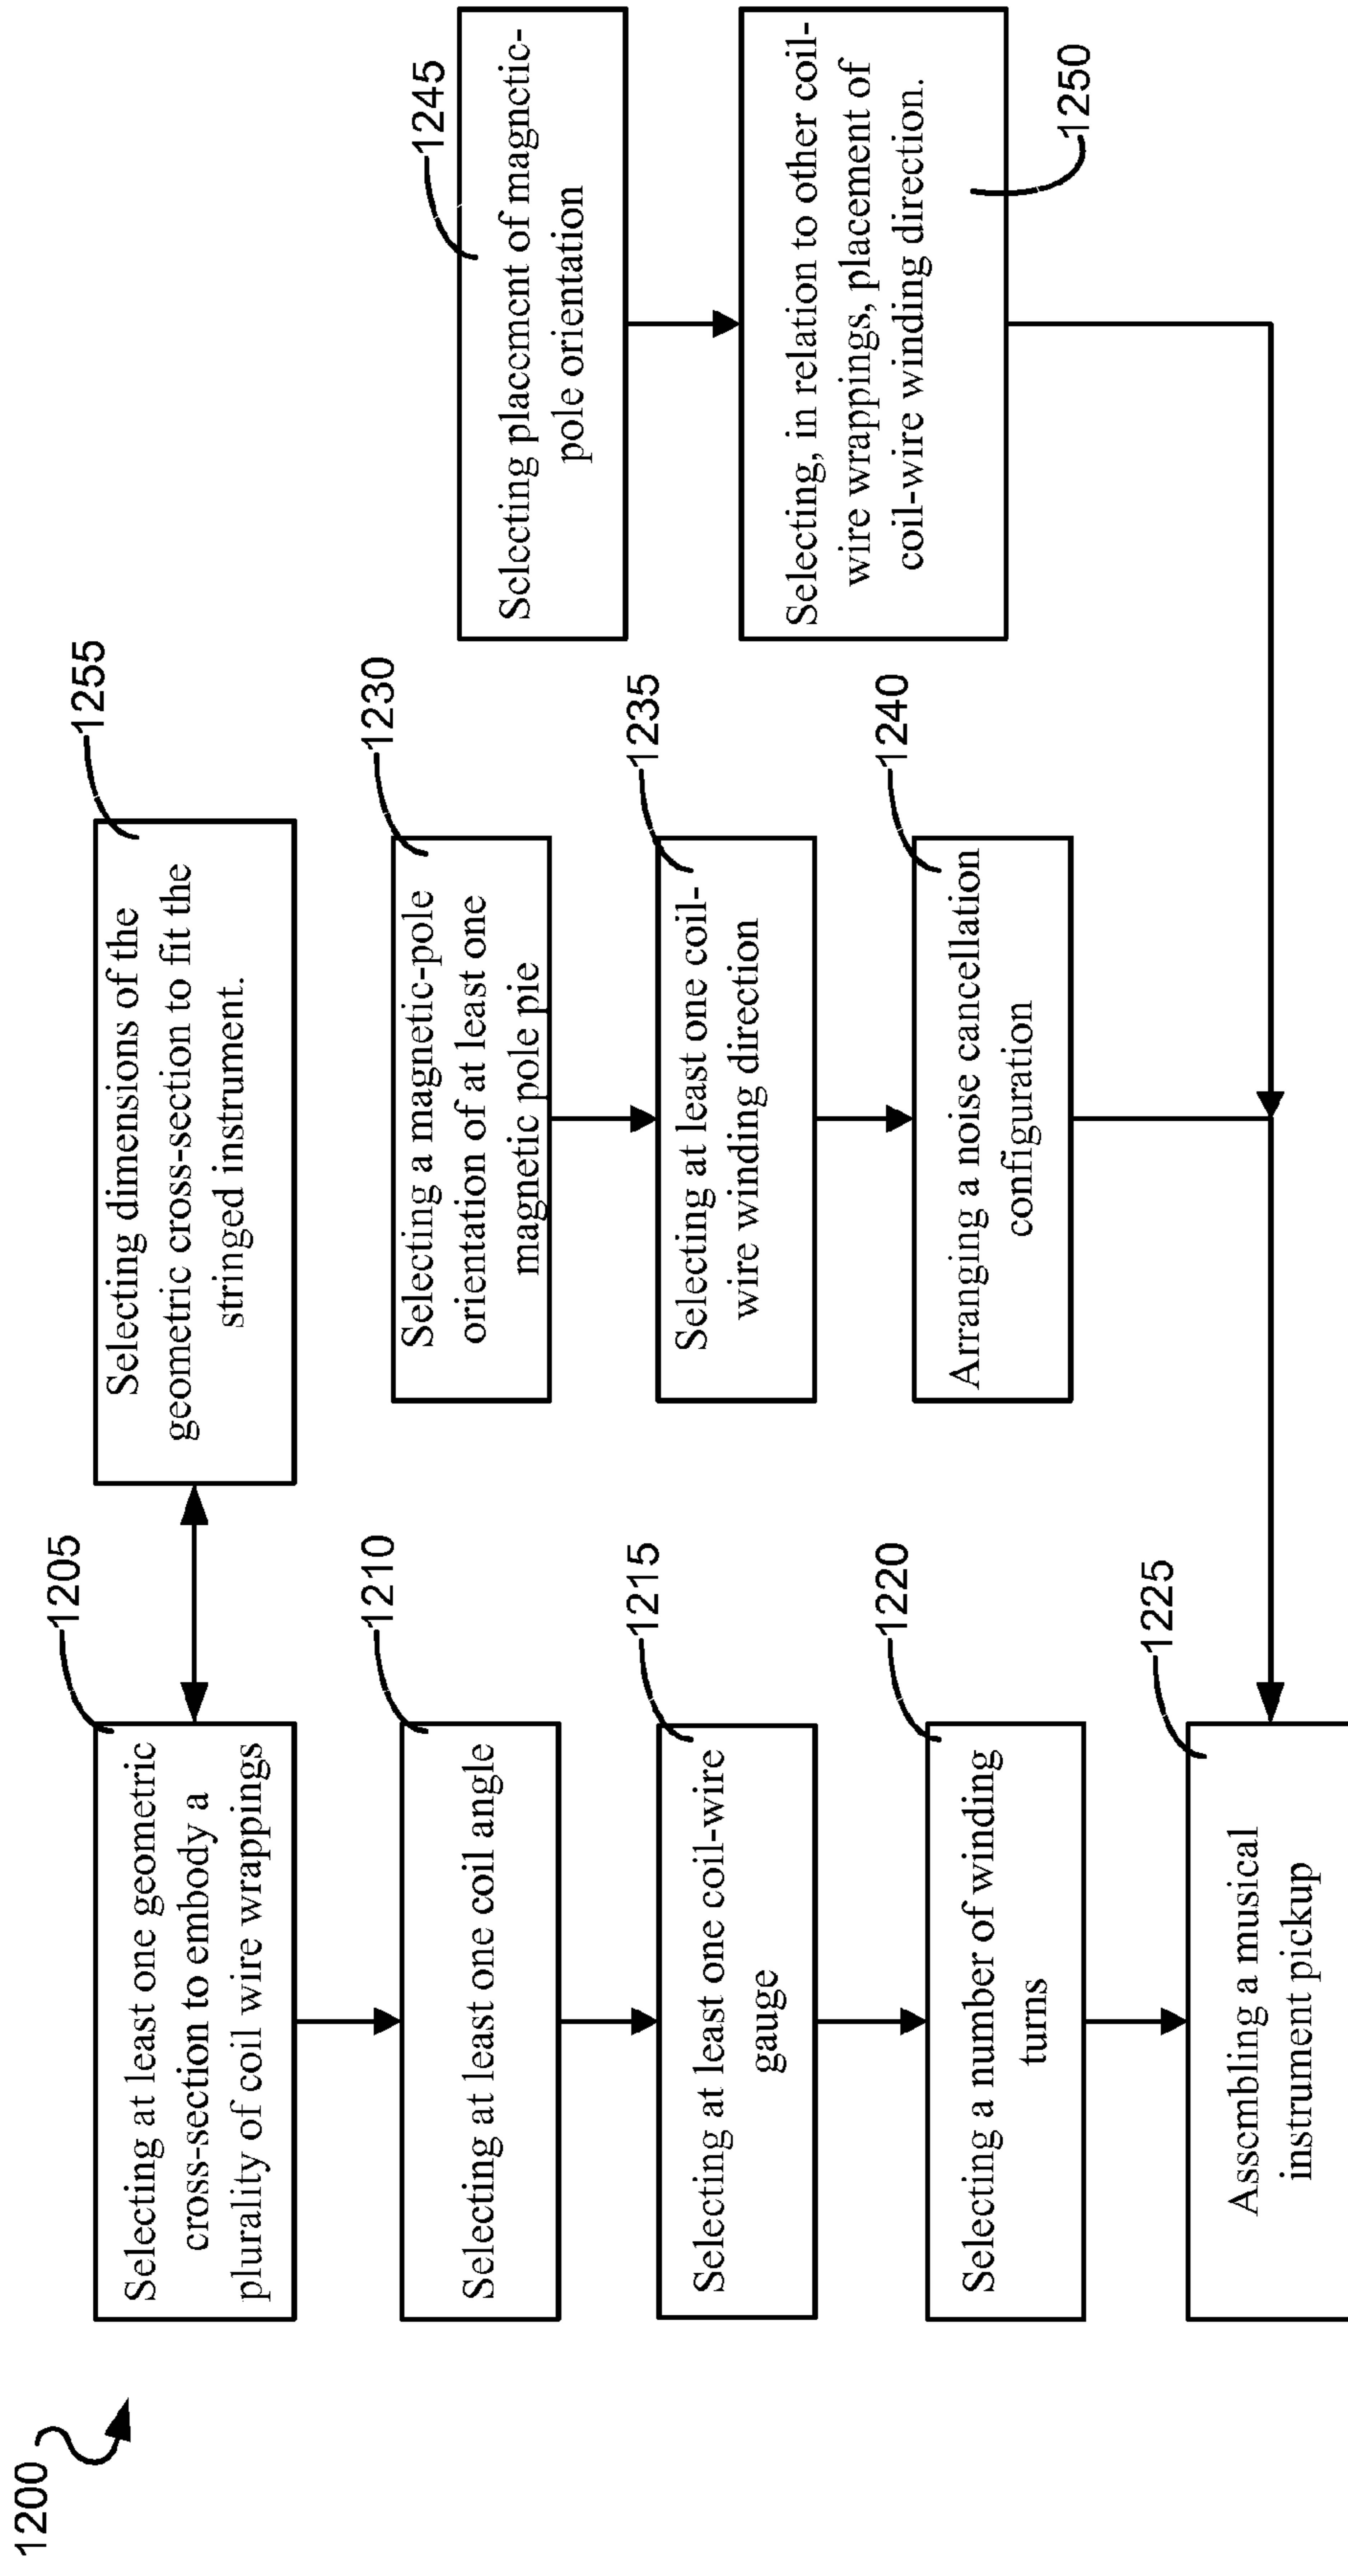 1200
1205
Selecting at least one geometric
cross-section to embody a
plurality of coil wire wrappings
1255
Selecting dimensions of the
geometric cross-section to fit the
stringed instrument.
1210
Selecting at least one coil angle
1215
Selecting at least one coil-wire
gauge
1220
Selecting a number of winding
turns
1225
Assembling a musical
instrument pickup
1230
Selecting a magnetic-pole
orientation of at least one
magnetic pole pie
1235
Selecting at least one coil-
wire winding direction
1240
Arranging a noise cancellation
configuration
1245
Selecting placement of magnetic-
pole orientation
1250
Selecting, in relation to other coil-
wire wrappings, placement of
coil-wire winding direction.